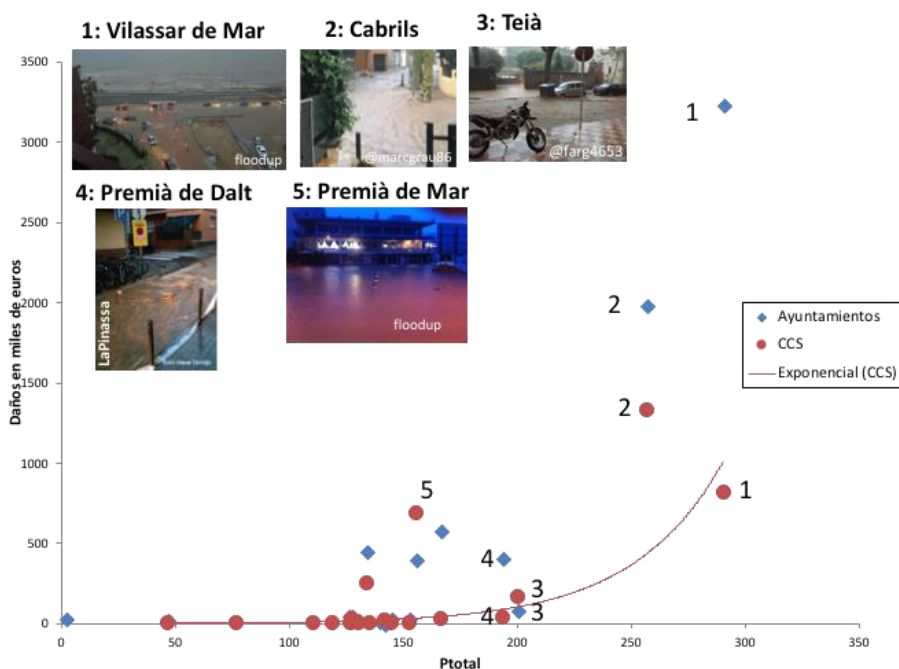 1: Vilassar de Mar
2: Cabrils
3: Teià
floodup
@marcgrau86
@farg4653
4: Premià de Dalt
5: Premià de Mar
LaPinassa
floodup
Daños en miles de euros
3500
3000
2500
2000
1500
1000
500
0
1
2
2
1
5
4
3
4
3
Ayuntamientos
CCS
Exponencial (CCS)
0
50
100
150
200
250
300
350
Ptotal